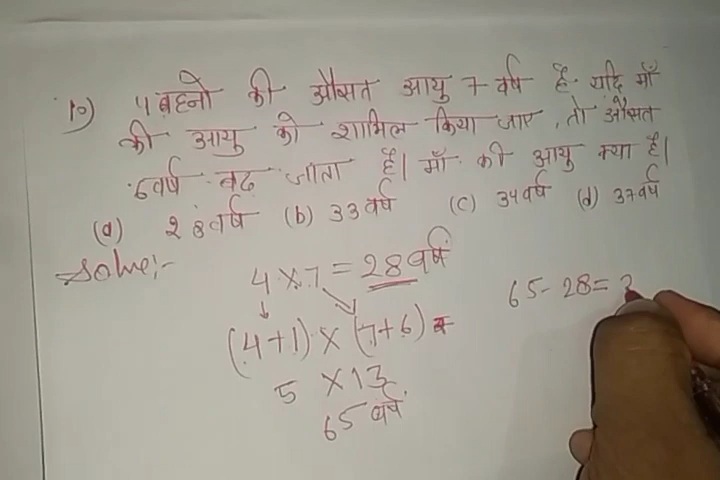 10) 4 बहनो की औसत आयु 7 वर्ष है. यदि माँ
की आयु को शामिल किया जाए, तो औसत
6 वर्ष बढ़ जाता है। माँ की आयु क्या है।
(a) 28 वर्ष (b) 33 वर्ष (c) 34 वर्ष (d) 37 वर्ष
Solve:-
4 × 7 = 28 वर्ष
(4+1) × (7+6) =
5 × 13
65 वर्ष.
65 - 28 =